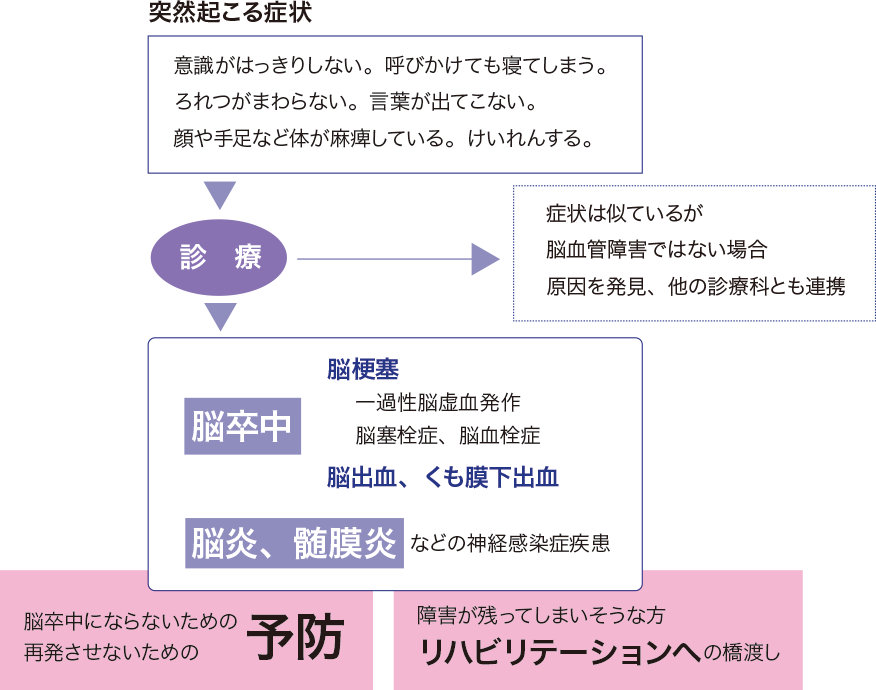 突然起こる症状
意識がはっきりしない。呼びかけても寝てしまう。
ろれつがまわらない。言葉が出てこない。
顔や手足など体が麻痺している。けいれんする。
診　療
症状は似ているが
脳血管障害ではない場合
原因を発見、他の診療科とも連携
脳卒中
脳梗塞
一過性脳虚血発作
脳塞栓症、脳血栓症
脳出血、くも膜下出血
脳炎、髄膜炎 などの神経感染症疾患
脳卒中にならないための
再発させないための
予防
障害が残ってしまいそうな方
リハビリテーションへの橋渡し